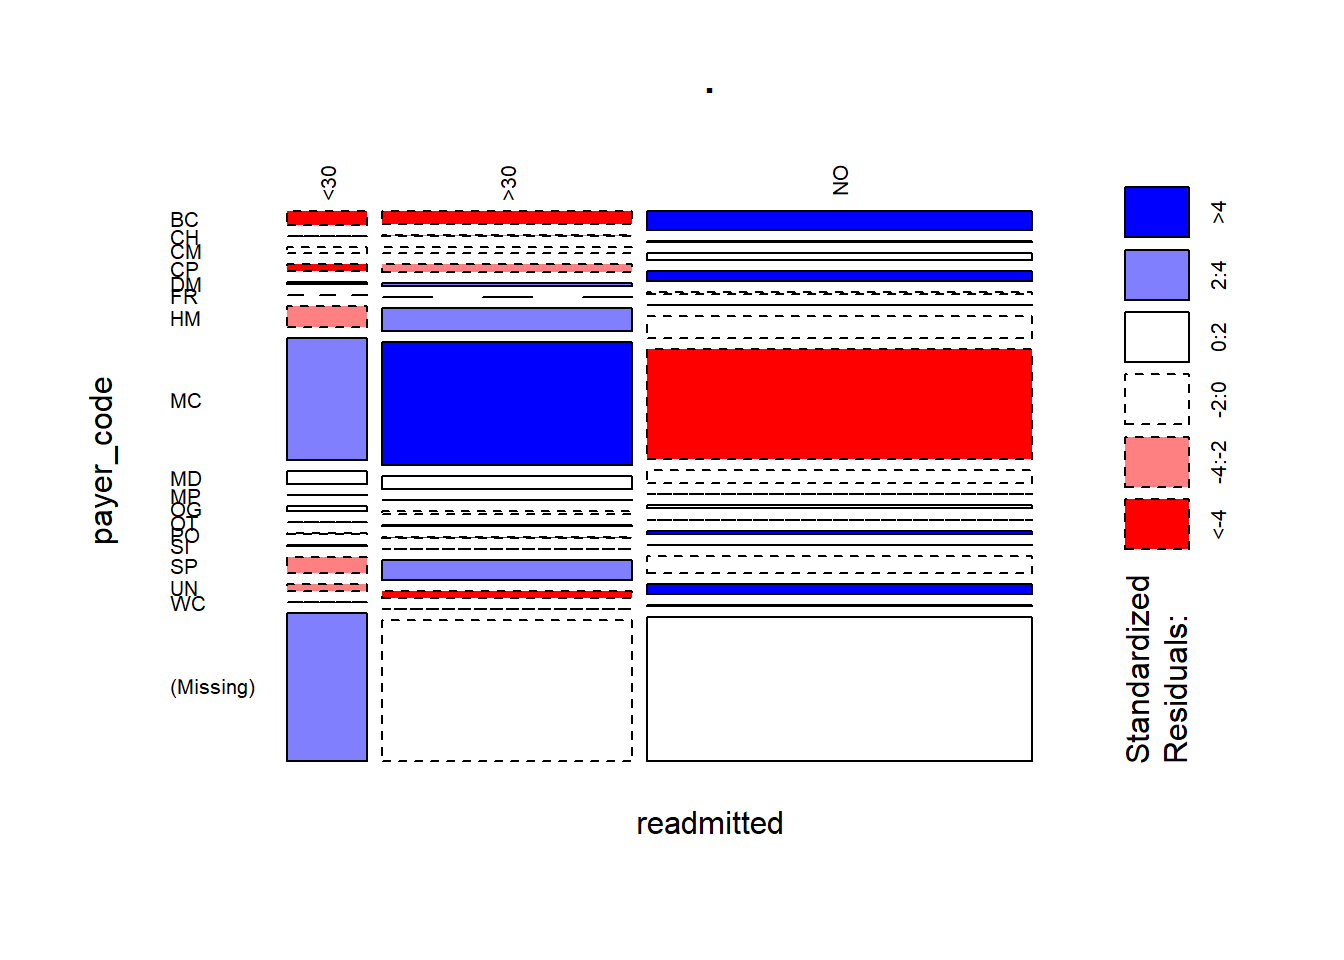 .
<30
>30
NO
BC
CH
CM
CP
DM
FR
HM
MC
MD
MP
OG
OT
PO
SI
SP
UN
WC
(Missing)
payer_code
readmitted
>4
2:4
0:2
-2:0
-4:-2
<-4
Standardized
Residuals: